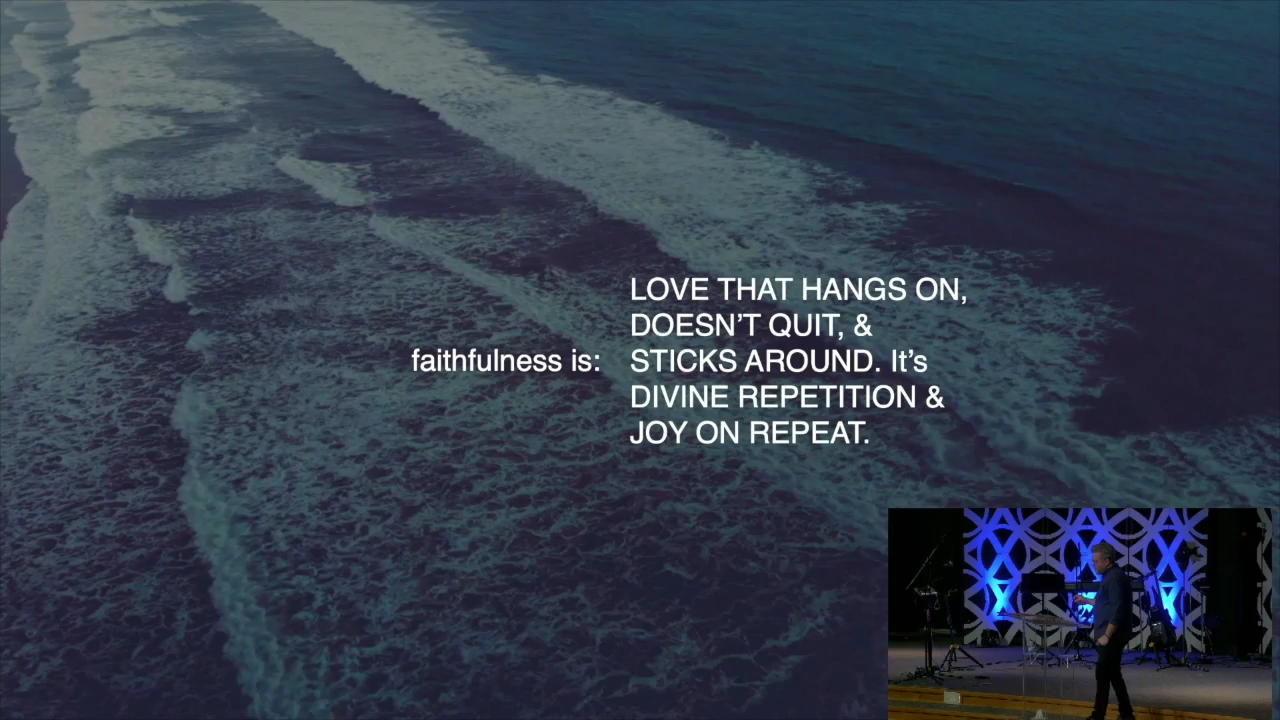 LOVE THAT HANGS ON,
DOESN’T QUIT, &
faithfulness is: STICKS AROUND. It’s
DIVINE REPETITION &
JOY ON REPEAT.